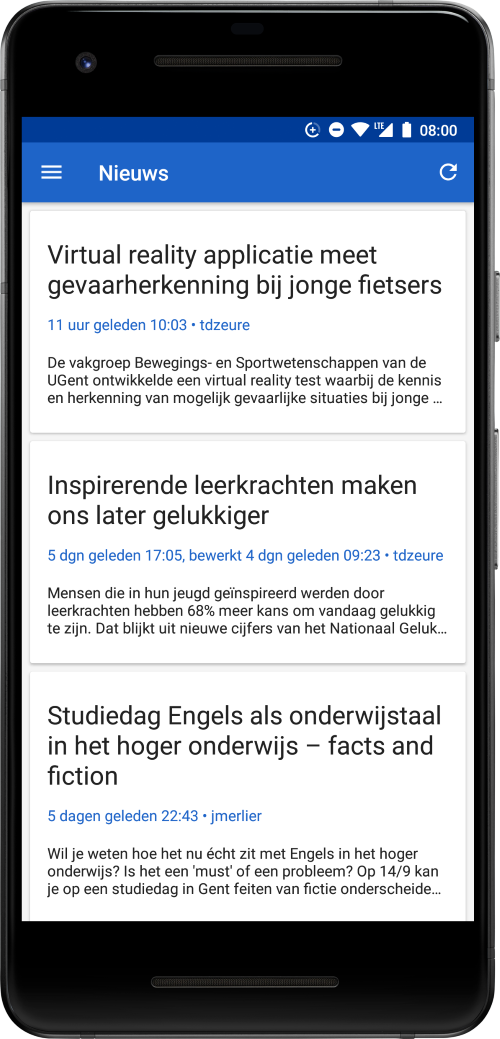 LTE 08:00
Nieuws
Virtual reality applicatie meet
gevaarherkenning bij jonge fietsers
11 uur geleden 10:03 • tdzeure
De vakgroep Bewegings- en Sportwetenschappen van de
UGent ontwikkelde een virtual reality test waarbij de kennis
en herkenning van mogelijk gevaarlijke situaties bij jonge ...
Inspirerende leerkrachten maken
ons later gelukkiger
5 dgn geleden 17:05, bewerkt 4 dgn geleden 09:23 • tdzeure
Mensen die in hun jeugd geïnspireerd werden door
leerkrachten hebben 68% meer kans om vandaag gelukkig
te zijn. Dat blijkt uit nieuwe cijfers van het Nationaal Geluk...
Studiedag Engels als onderwijstaal
in het hoger onderwijs – facts and
fiction
5 dagen geleden 22:43 • jmerlier
Wil je weten hoe het nu écht zit met Engels in het hoger
onderwijs? Is het een 'must' of een probleem? Op 14/9 kan
je op een studiedag in Gent feiten van fictie onderscheide...